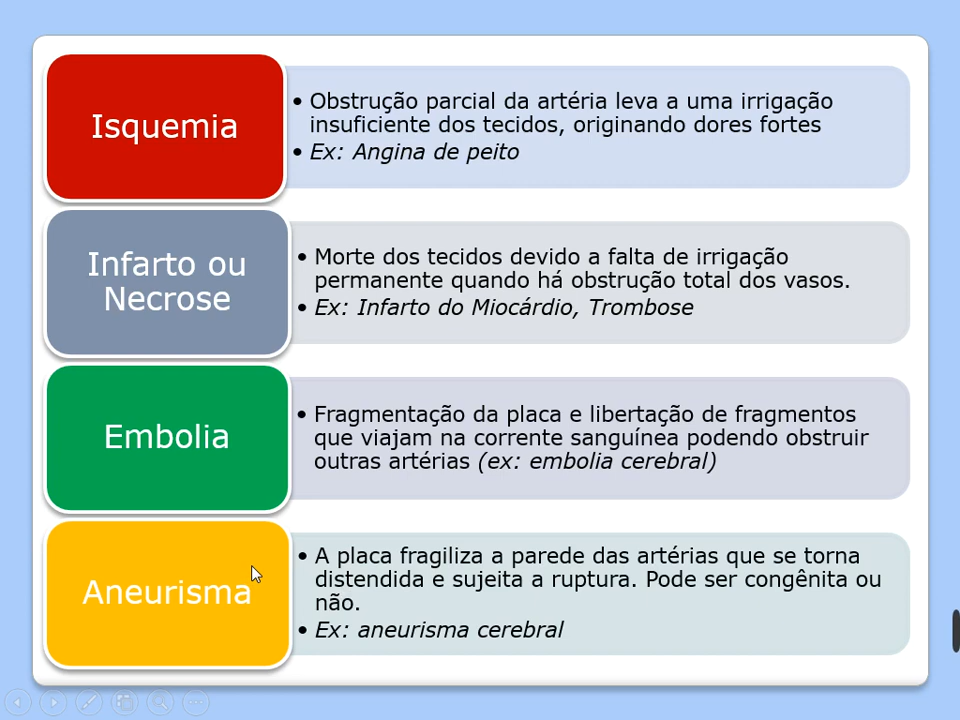 Isquemia
• Obstrução parcial da artéria leva a uma irrigação
insuficiente dos tecidos, originando dores fortes
• Ex: Angina de peito
Infarto ou
Necrose
• Morte dos tecidos devido a falta de irrigação
permanente quando há obstrução total dos vasos.
• Ex: Infarto do Miocárdio, Trombose
Embolia
• Fragmentação da placa e libertação de fragmentos
que viajam na corrente sanguínea podendo obstruir
outras artérias (ex: embolia cerebral)
Aneurisma
• A placa fragiliza a parede das artérias que se torna
distendida e sujeita a ruptura. Pode ser congênita ou
não.
• Ex: aneurisma cerebral